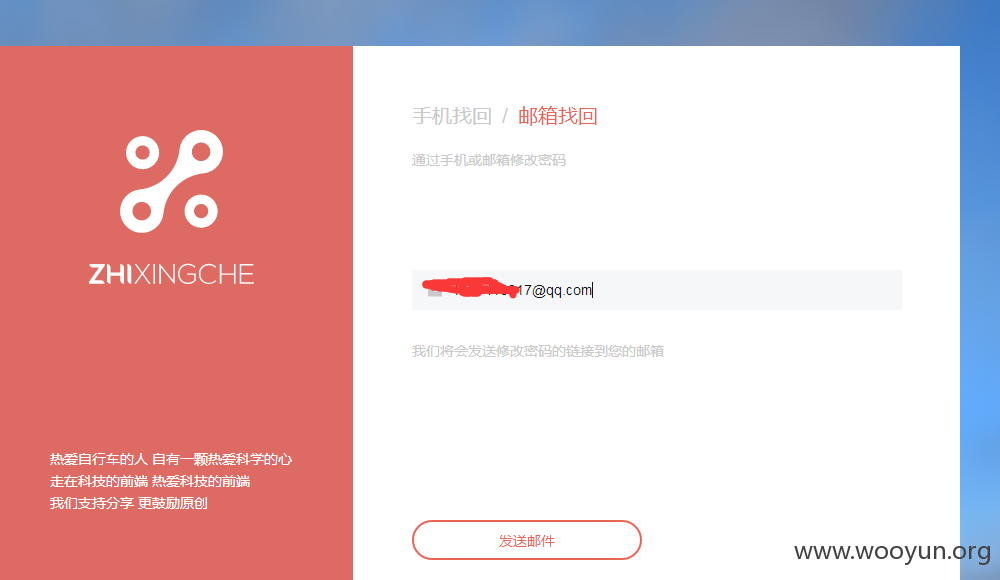 手机找回 / 邮箱找回
通过手机或邮箱修改密码
ZHIXINGCHE
17@qq.com
我们将会发送修改密码的链接到您的邮箱
热爱自行车的人 自有一颗热爱科学的心
走在科技的前端 热爱科技的前端
我们支持分享 更鼓励原创
发送邮件
www.wooyun.org